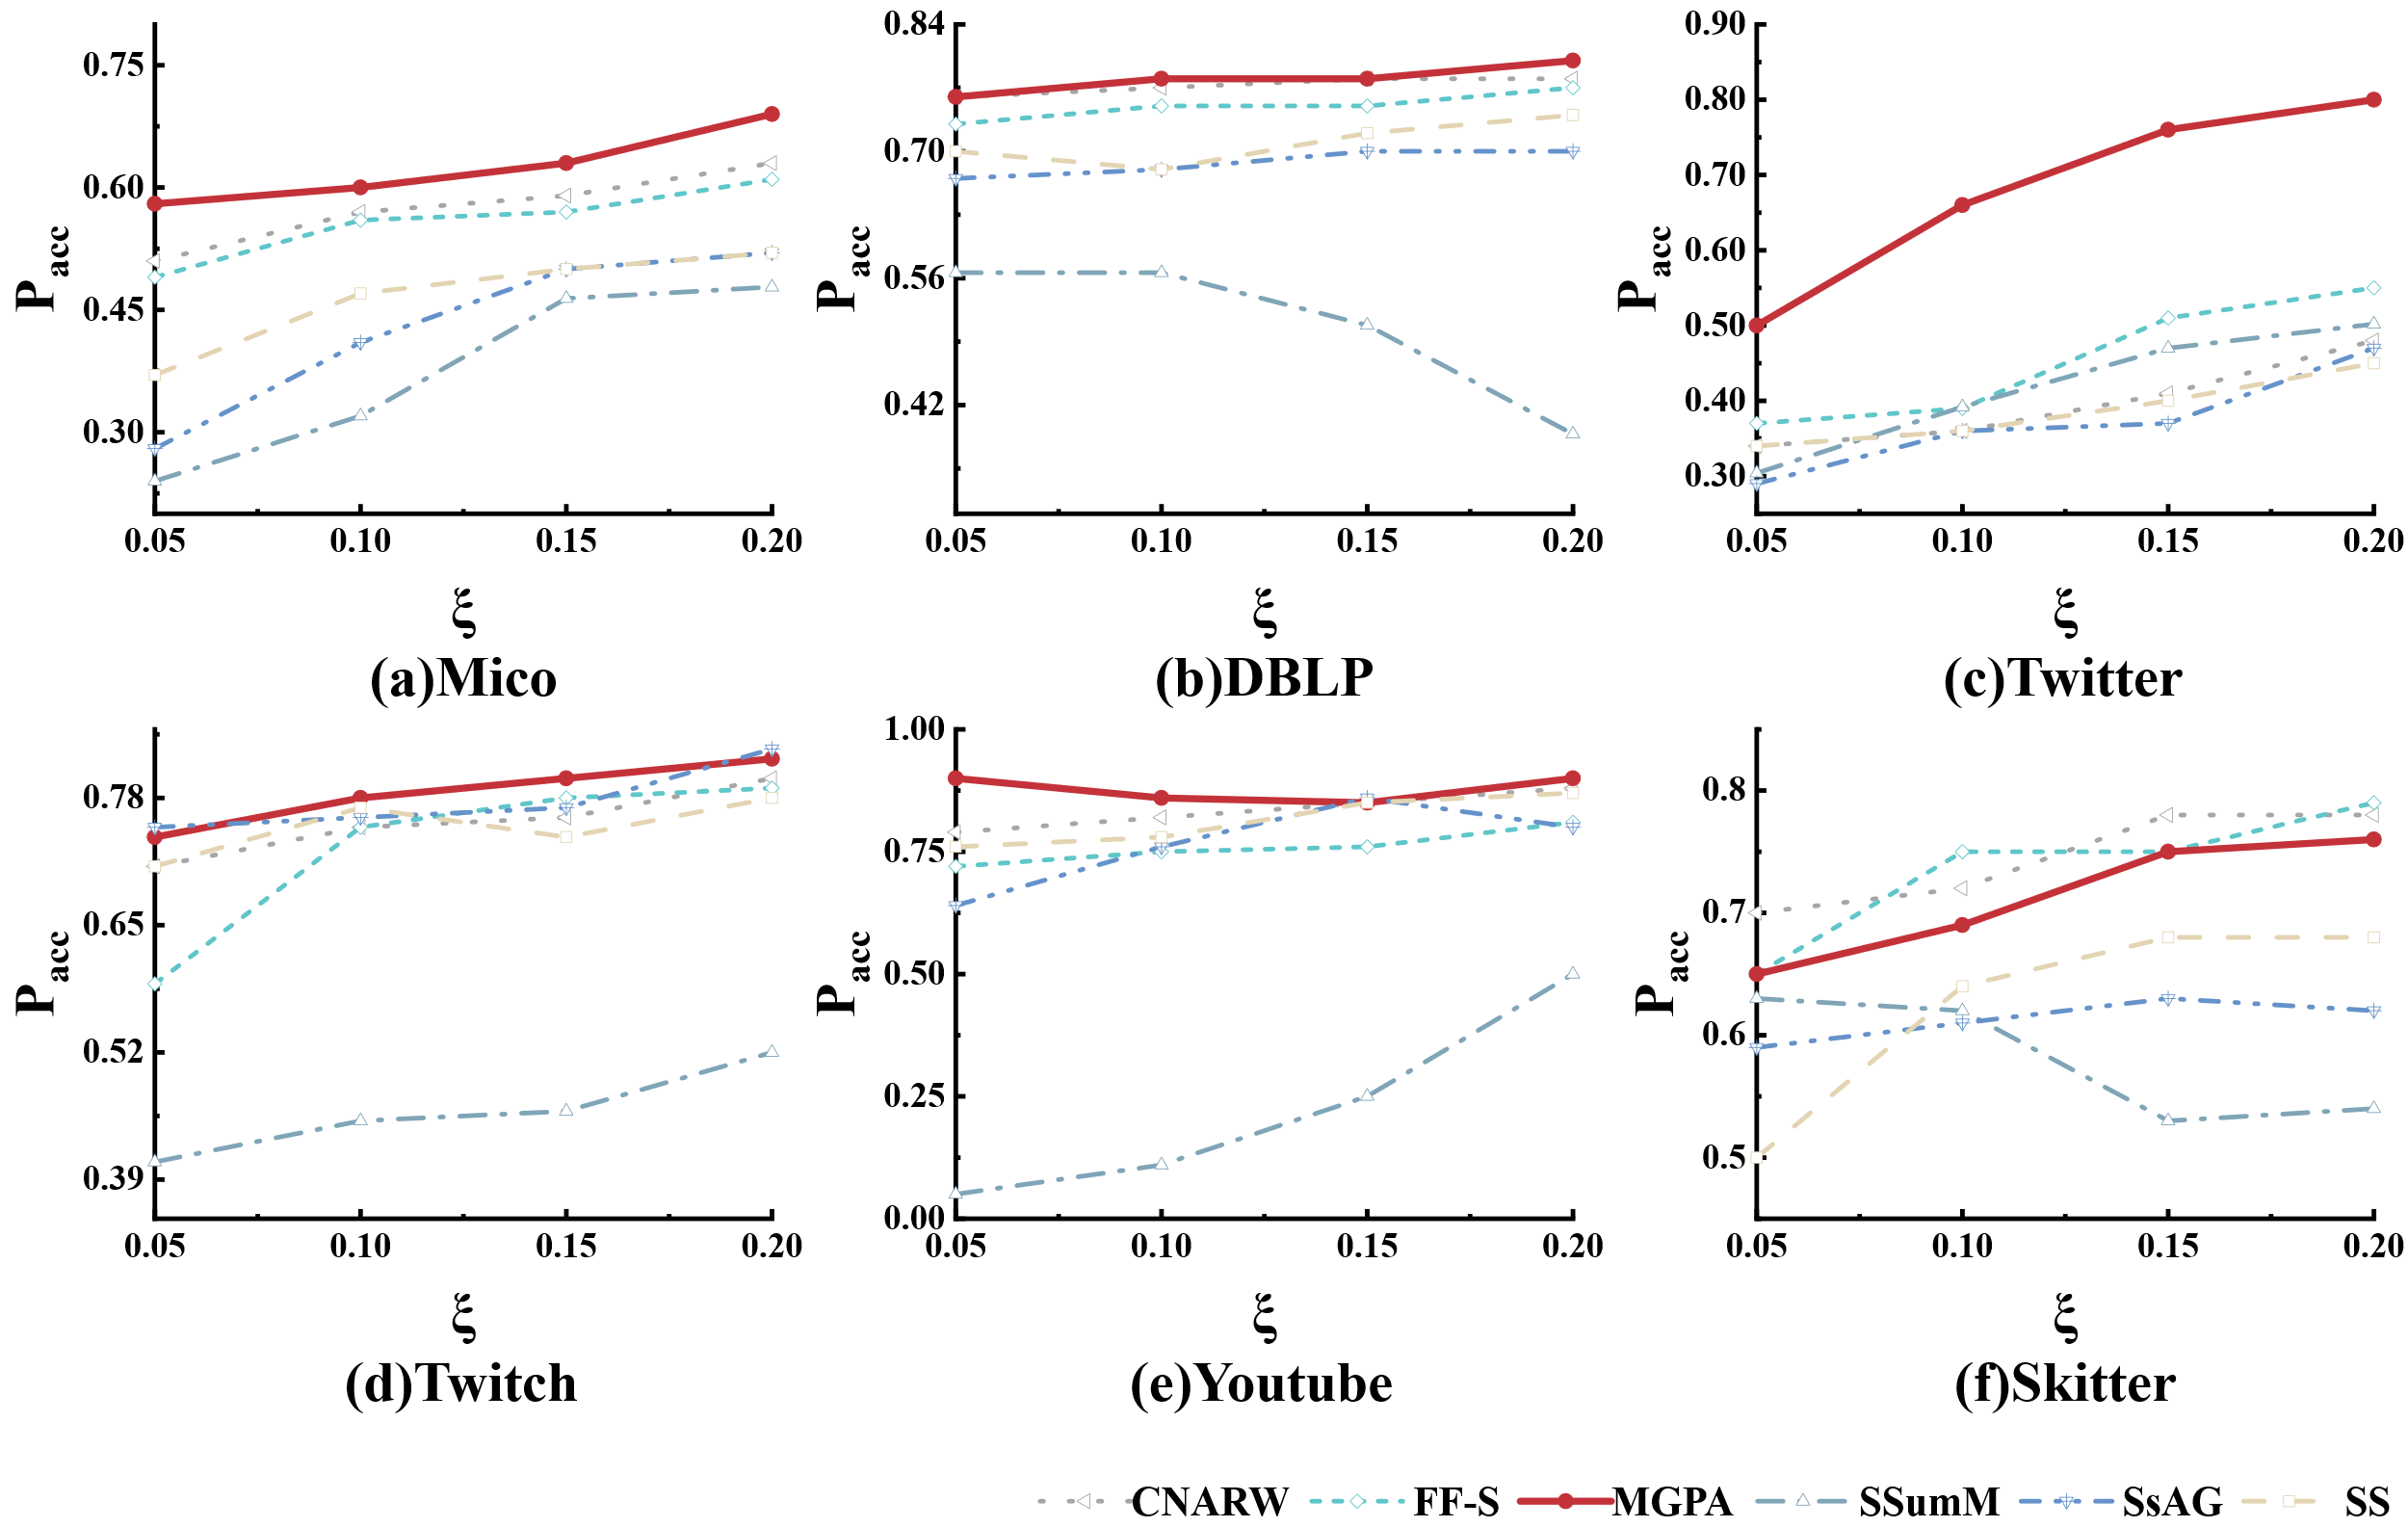 0.75
0.60
0.45
0.30
P acc
0.05 0.10 0.15 0.20
ξ
(a)Mico
0.84
0.70
0.56
0.42
P acc
0.05 0.10 0.15 0.20
ξ
(b)DBLP
0.90
0.80
0.70
0.60
0.50
0.40
0.30
P acc
0.05 0.10 0.15 0.20
ξ
(c)Twitter
0.78
0.65
0.52
0.39
P acc
0.05 0.10 0.15 0.20
ξ
(d)Twitch
1.00
0.75
0.50
0.25
0.00
P acc
0.05 0.10 0.15 0.20
ξ
(e)Youtube
0.8
0.7
0.6
0.5
P acc
0.05 0.10 0.15 0.20
ξ
(f)Skitter
CNARW FF-S MGPA SSumM SsAG SS